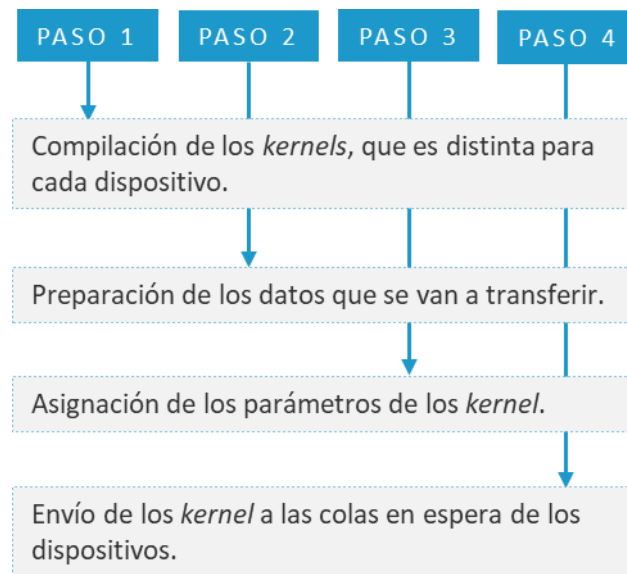 PASO 1
PASO 2
PASO 3
PASO 4
Compilación de los kernels, que es distinta para
cada dispositivo.
Preparación de los datos que se van a transferir.
Asignación de los parámetros de los kernel.
Envío de los kernel a las colas en espera de los
dispositivos.